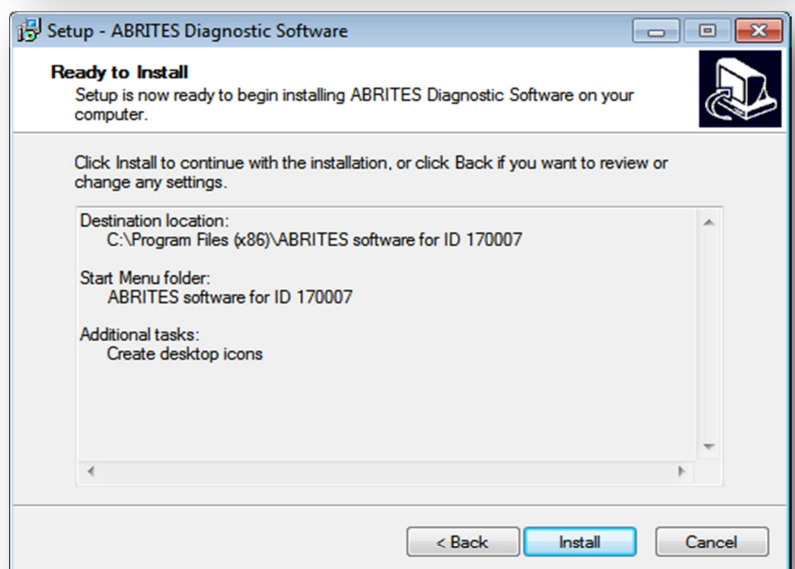 Setup - ABRITES Diagnostic Software
Ready to Install
Setup is now ready to begin installing ABRITES Diagnostic Software on your
computer.
Click Install to continue with the installation, or click Back if you want to review or
change any settings.
Destination location:
C:\Program Files (x86)\ABRITES software for ID 170007
Start Menu folder:
ABRITES software for ID 170007
Additional tasks:
Create desktop icons
< Back
Install
Cancel